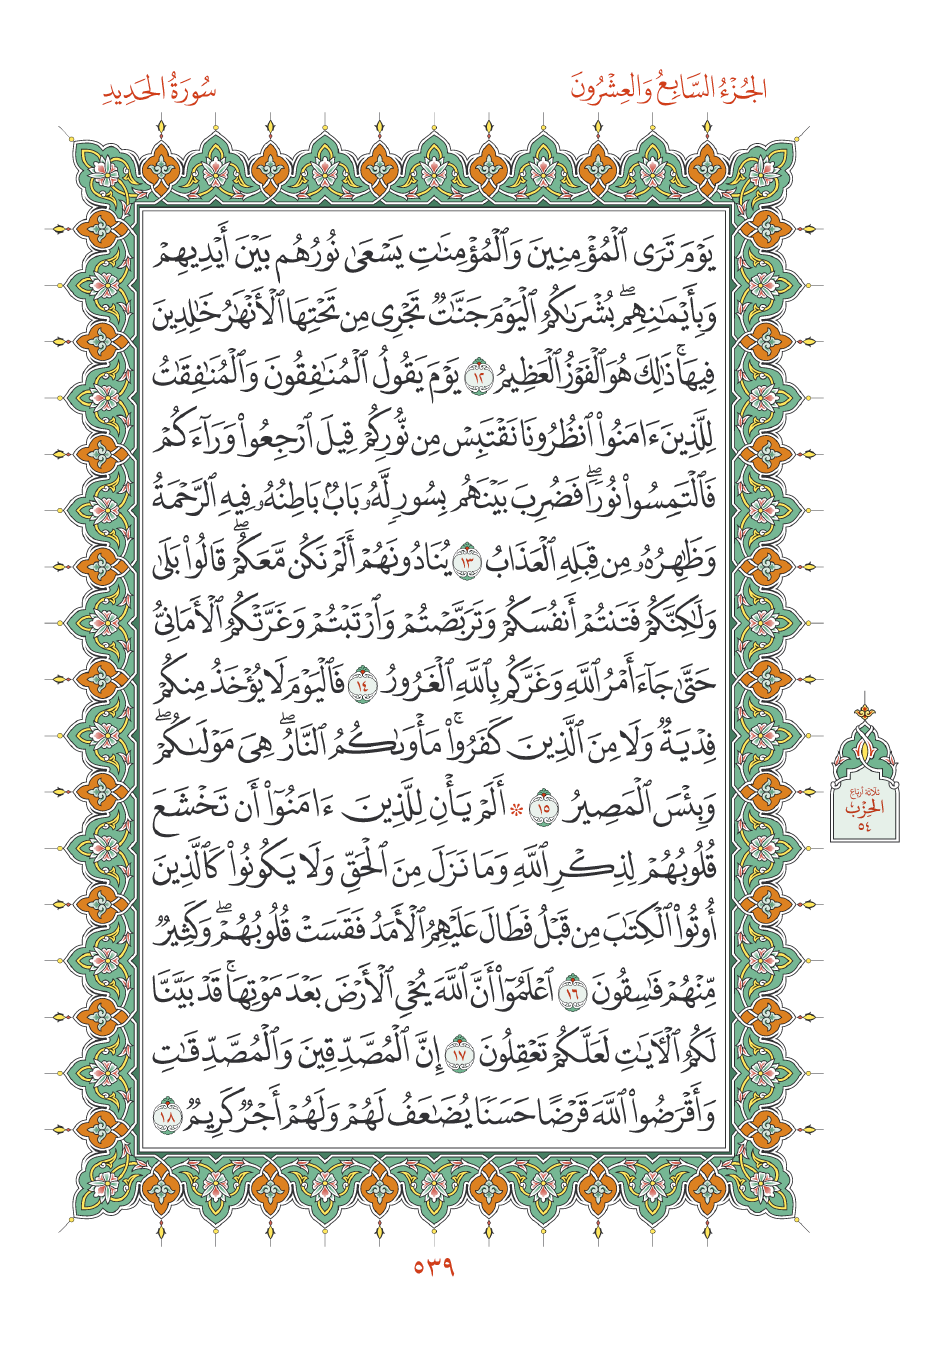 الجُزْءُ السَّابِعُ وَالعِشْرُونَ
سُورَةُ الحَدِيدِ
يَوْمَ تَرَى ٱلْمُؤْمِنِينَ وَٱلْمُؤْمِنَٰتِ يَسْعَىٰ نُورُهُم بَيْنَ أَيْدِيهِمْ
وَبِأَيْمَٰنِهِمۖ بُشْرَىٰكُمُ ٱلْيَوْمَ جَنَّٰتٌ تَجْرِى مِن تَحْتِهَا ٱلْأَنْهَٰرُ خَٰلِدِينَ
فِيهَاۚ ذَٰلِكَ هُوَ ٱلْفَوْزُ ٱلْعَظِيمُ ١٢ يَوْمَ يَقُولُ ٱلْمُنَٰفِقُونَ وَٱلْمُنَٰفِقَٰتُ
لِلَّذِينَ ءَامَنُوا۟ ٱنظُرُونَا نَقْتَبِسْ مِن نُّورِكُمْ قِيلَ ٱرْجِعُوا۟ وَرَآءَكُمْ
فَٱلْتَمِسُوا۟ نُورًاۖ فَضُرِبَ بَيْنَهُم بِسُورٍ لَّهُۥ بَابٌۢ بَاطِنُهُۥ فِيهِ ٱلرَّحْمَةُ
وَظَٰهِرُهُۥ مِن قِبَلِهِ ٱلْعَذَابُ ١٣ يُنَادُونَهُمْ أَلَمْ نَكُن مَّعَكُمْۖ قَالُوا۟ بَلَىٰ
وَلَٰكِنَّكُمْ فَتَنتُمْ أَنفُسَكُمْ وَتَرَبَّصْتُمْ وَٱرْتَبْتُمْ وَغَرَّتْكُمُ ٱلْأَمَانِىُّ
حَتَّىٰ جَآءَ أَمْرُ ٱللَّهِ وَغَرَّكُم بِٱللَّهِ ٱلْغَرُورُ ١٤ فَٱلْيَوْمَ لَا يُؤْخَذُ مِنكُمْ
فِدْيَةٌ وَلَا مِنَ ٱلَّذِينَ كَفَرُوا۟ۚ مَأْوَىٰكُمُ ٱلنَّارُۖ هِىَ مَوْلَىٰكُمْۖ
وَبِئْسَ ٱلْمَصِيرُ ١٥ ۞ أَلَمْ يَأْنِ لِلَّذِينَ ءَامَنُوٓا۟ أَن تَخْشَعَ
قُلُوبُهُمْ لِذِكْرِ ٱللَّهِ وَمَا نَزَلَ مِنَ ٱلْحَقِّ وَلَا يَكُونُوا۟ كَٱلَّذِينَ
أُوتُوا۟ ٱلْكِتَٰبَ مِن قَبْلُ فَطَالَ عَلَيْهِمُ ٱلْأَمَدُ فَقَسَتْ قُلُوبُهُمْۖ وَكَثِيرٌ
مِّنْهُمْ فَٰسِقُونَ ١٦ ٱعْلَمُوٓا۟ أَنَّ ٱللَّهَ يُحْىِ ٱلْأَرْضَ بَعْدَ مَوْتِهَاۚ قَدْ بَيَّنَّا
لَكُمُ ٱلْءَايَٰتِ لَعَلَّكُمْ تَعْقِلُونَ ١٧ إِنَّ ٱلْمُصَّدِّقِينَ وَٱلْمُصَّدِّقَٰتِ
وَأَقْرَضُوا۟ ٱللَّهَ قَرْضًا حَسَنًا يُضَٰعَفُ لَهُمْ وَلَهُمْ أَجْرٌ كَرِيمٌ ١٨
ثلاثة أرباع
الحِزْب
٥٤
٥٣٩